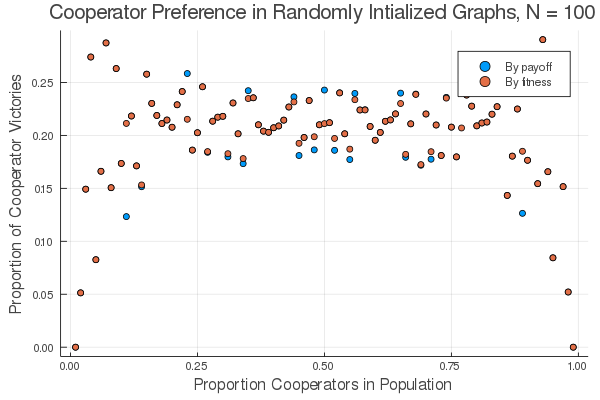 Cooperator Preference in Randomly Intialized Graphs, N = 100
By payoff
By fitness
Proportion of Cooperator Victories
0.25
0.20
0.15
0.10
0.05
0.00
0.00 0.25 0.50 0.75 1.00
Proportion Cooperators in Population